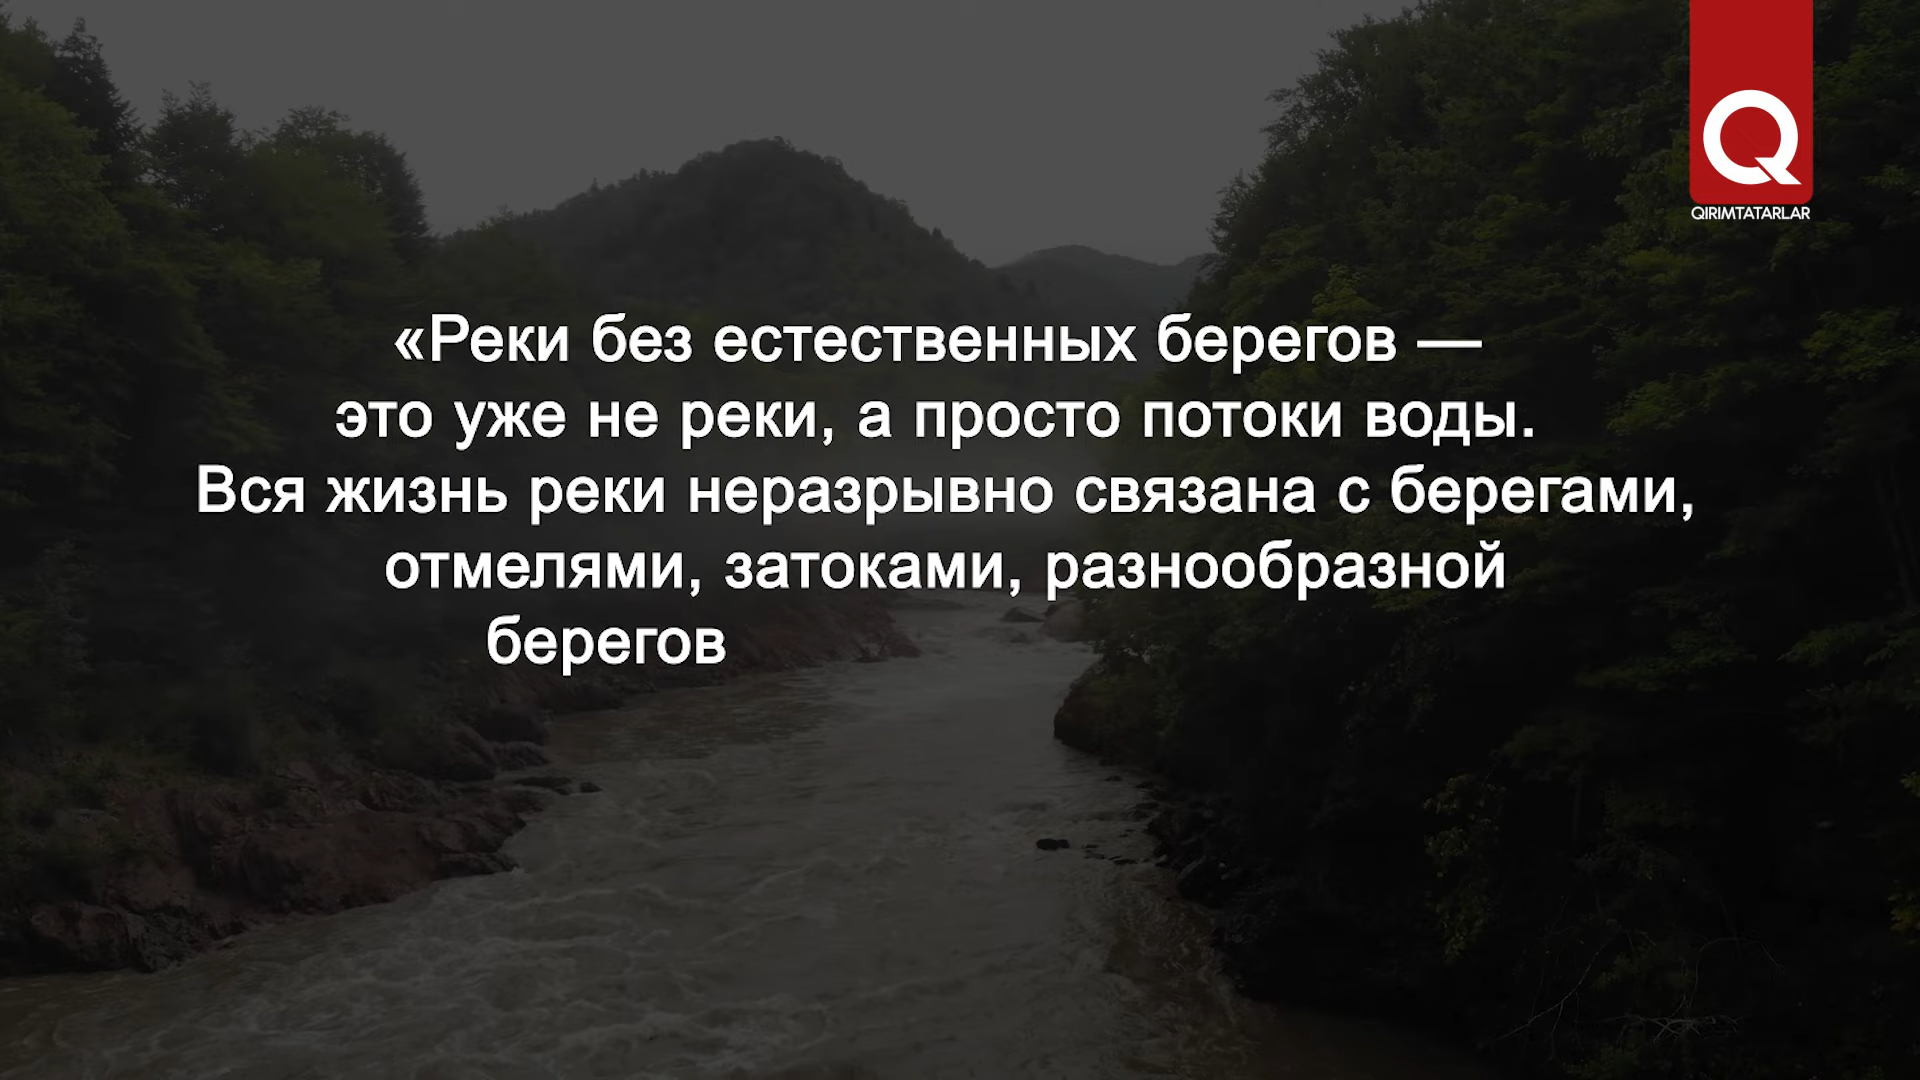 QIRIMTATARLAR
«Реки без естественных берегов —
это уже не реки, а просто потоки воды.
Вся жизнь реки неразрывно связана с берегами,
отмелями, затоками, разнообразной
берегов